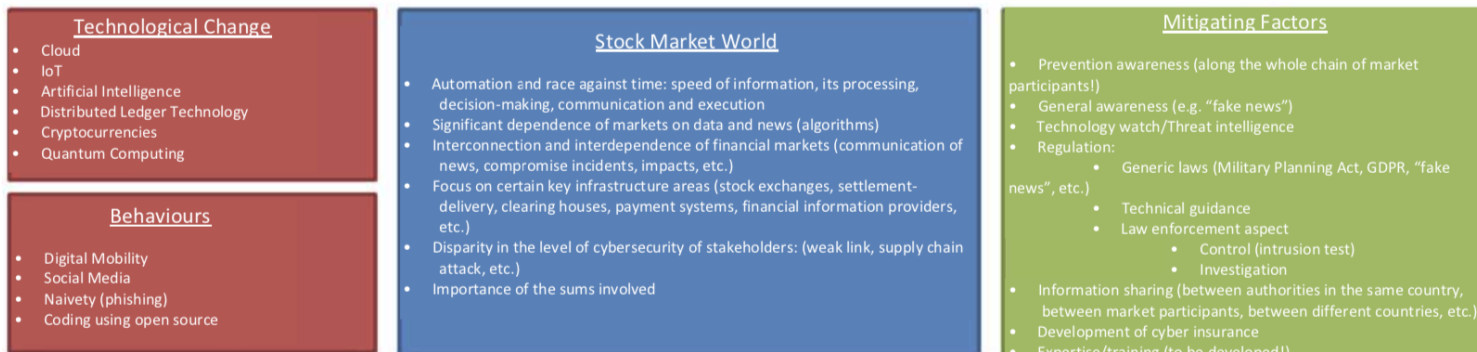 Technological Change
• Cloud
• IoT
• Artificial Intelligence
• Distributed Ledger Technology
• Cryptocurrencies
• Quantum Computing
Behaviours
• Digital Mobility
• Social Media
• Naivety (phishing)
• Coding using open source
Stock Market World
• Automation and race against time: speed of information, its processing,
decision-making, communication and execution
• Significant dependence of markets on data and news (algorithms)
• Interconnection and interdependence of financial markets (communication of
news, compromise incidents, impacts, etc.)
• Focus on certain key infrastructure areas (stock exchanges, settlement-
delivery, clearing houses, payment systems, financial information providers,
etc.)
• Disparity in the level of cybersecurity of stakeholders: (weak link, supply chain
attack, etc.)
• Importance of the sums involved
Mitigating Factors
• Prevention awareness (along the whole chain of market
participants!)
• General awareness (e.g. “fake news”)
• Technology watch/Threat intelligence
• Regulation:
• Generic laws (Military Planning Act, GDPR, “fake
news”, etc.)
• Technical guidance
• Law enforcement aspect
• Control (intrusion test)
• Investigation
• Information sharing (between authorities in the same country,
between market participants, between different countries, etc.)
• Development of cyber insurance
• Expertise/training (to be developed!)